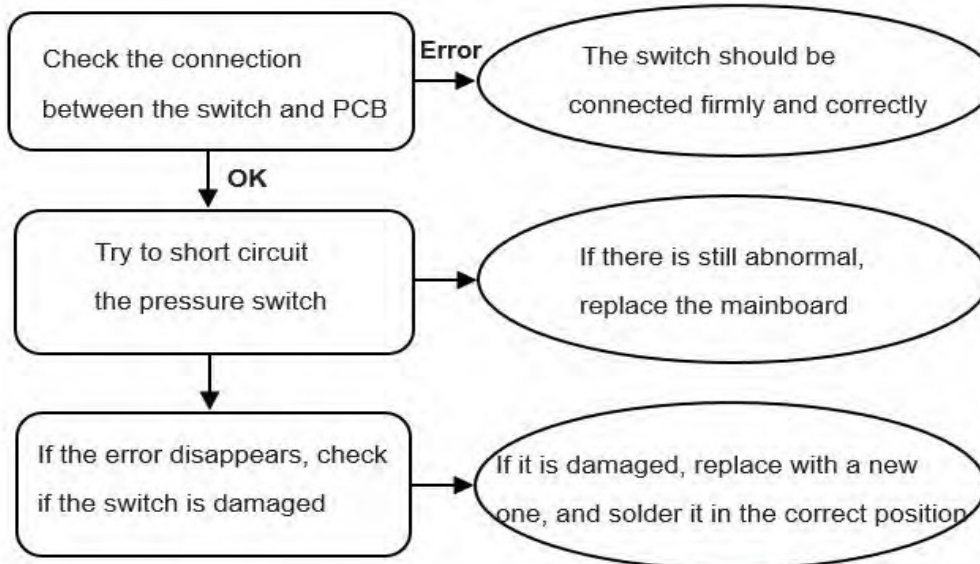 Check the connection
between the switch and PCB
Error
The switch should be
connected firmly and correctly
OK
Try to short circuit
the pressure switch
If there is still abnormal,
replace the mainboard
If the error disappears, check
if the switch is damaged
If it is damaged, replace with a new
one, and solder it in the correct position